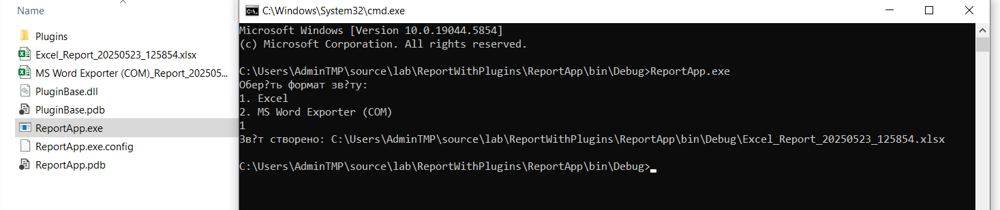 Name
Plugins
Excel_Report_20250523_125854.xlsx
MS Word Exporter (COM)_Report_202505...
PluginBase.dll
PluginBase.pdb
ReportApp.exe
ReportApp.exe.config
ReportApp.pdb
C:\Windows\System32\cmd.exe
Microsoft Windows [Version 10.0.19044.5854]
(c) Microsoft Corporation. All rights reserved.
C:\Users\AdminTMP\source\lab\ReportWithPlugins\ReportApp\bin\Debug>ReportApp.exe
Обер?ть формат зв?ту:
1. Excel
2. MS Word Exporter (COM)
1
Зв?т створено: C:\Users\AdminTMP\source\lab\ReportWithPlugins\ReportApp\bin\Debug\Excel_Report_20250523_125854.xlsx
C:\Users\AdminTMP\source\lab\ReportWithPlugins\ReportApp\bin\Debug>